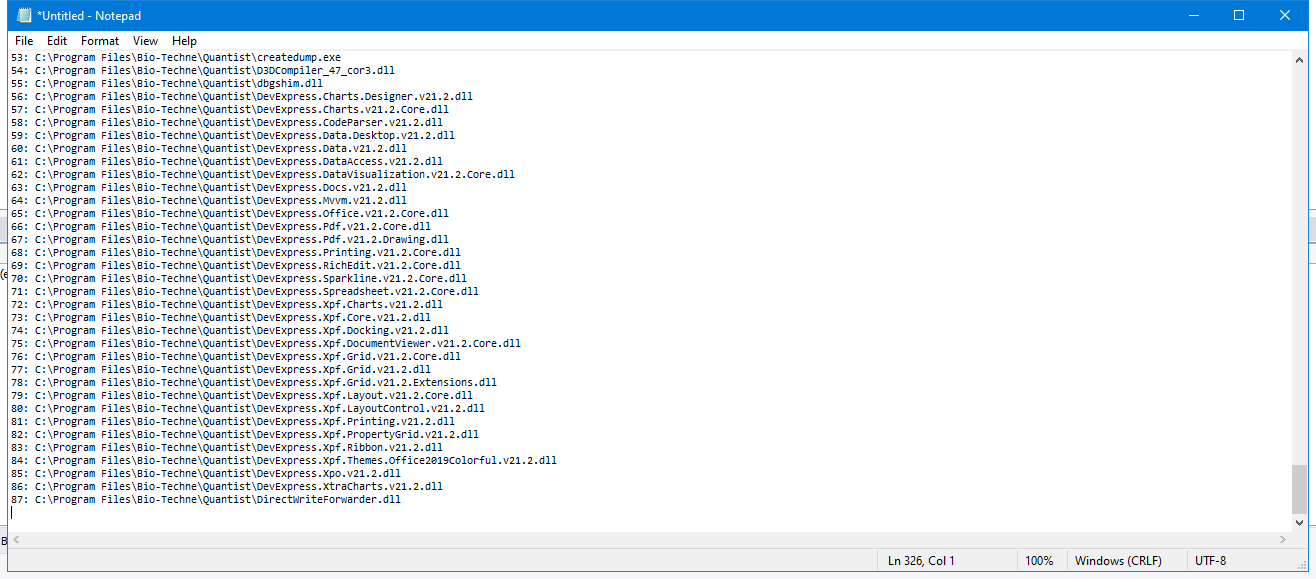 *Untitled - Notepad
File Edit Format View Help
53: C:\Program Files\Bio-Techne\Quantist\createdump.exe
54: C:\Program Files\Bio-Techne\Quantist\D3DCompiler_47_cor3.dll
55: C:\Program Files\Bio-Techne\Quantist\dbgshim.dll
56: C:\Program Files\Bio-Techne\Quantist\DevExpress.Charts.Designer.v21.2.dll
57: C:\Program Files\Bio-Techne\Quantist\DevExpress.Charts.v21.2.Core.dll
58: C:\Program Files\Bio-Techne\Quantist\DevExpress.CodeParser.v21.2.dll
59: C:\Program Files\Bio-Techne\Quantist\DevExpress.Data.Desktop.v21.2.dll
60: C:\Program Files\Bio-Techne\Quantist\DevExpress.Data.v21.2.dll
61: C:\Program Files\Bio-Techne\Quantist\DevExpress.DataAccess.v21.2.dll
62: C:\Program Files\Bio-Techne\Quantist\DevExpress.DataVisualization.v21.2.Core.dll
63: C:\Program Files\Bio-Techne\Quantist\DevExpress.Docs.v21.2.dll
64: C:\Program Files\Bio-Techne\Quantist\DevExpress.Mvvm.v21.2.dll
65: C:\Program Files\Bio-Techne\Quantist\DevExpress.Office.v21.2.Core.dll
66: C:\Program Files\Bio-Techne\Quantist\DevExpress.Pdf.v21.2.Core.dll
67: C:\Program Files\Bio-Techne\Quantist\DevExpress.Pdf.v21.2.Drawing.dll
68: C:\Program Files\Bio-Techne\Quantist\DevExpress.Printing.v21.2.Core.dll
69: C:\Program Files\Bio-Techne\Quantist\DevExpress.RichEdit.v21.2.Core.dll
70: C:\Program Files\Bio-Techne\Quantist\DevExpress.Sparkline.v21.2.Core.dll
71: C:\Program Files\Bio-Techne\Quantist\DevExpress.Spreadsheet.v21.2.Core.dll
72: C:\Program Files\Bio-Techne\Quantist\DevExpress.Xpf.Charts.v21.2.dll
73: C:\Program Files\Bio-Techne\Quantist\DevExpress.Xpf.Core.v21.2.dll
74: C:\Program Files\Bio-Techne\Quantist\DevExpress.Xpf.Docking.v21.2.dll
75: C:\Program Files\Bio-Techne\Quantist\DevExpress.Xpf.DocumentViewer.v21.2.Core.dll
76: C:\Program Files\Bio-Techne\Quantist\DevExpress.Xpf.Grid.v21.2.Core.dll
77: C:\Program Files\Bio-Techne\Quantist\DevExpress.Xpf.Grid.v21.2.dll
78: C:\Program Files\Bio-Techne\Quantist\DevExpress.Xpf.Grid.v21.2.Extensions.dll
79: C:\Program Files\Bio-Techne\Quantist\DevExpress.Xpf.Layout.v21.2.Core.dll
80: C:\Program Files\Bio-Techne\Quantist\DevExpress.Xpf.LayoutControl.v21.2.dll
81: C:\Program Files\Bio-Techne\Quantist\DevExpress.Xpf.Printing.v21.2.dll
82: C:\Program Files\Bio-Techne\Quantist\DevExpress.Xpf.PropertyGrid.v21.2.dll
83: C:\Program Files\Bio-Techne\Quantist\DevExpress.Xpf.Ribbon.v21.2.dll
84: C:\Program Files\Bio-Techne\Quantist\DevExpress.Xpf.Themes.Office2019Colorful.v21.2.dll
85: C:\Program Files\Bio-Techne\Quantist\DevExpress.Xpo.v21.2.dll
86: C:\Program Files\Bio-Techne\Quantist\DevExpress.XtraCharts.v21.2.dll
87: C:\Program Files\Bio-Techne\Quantist\DirectWriteForwarder.dll
Ln 326, Col 1 100% Windows (CRLF) UTF-8